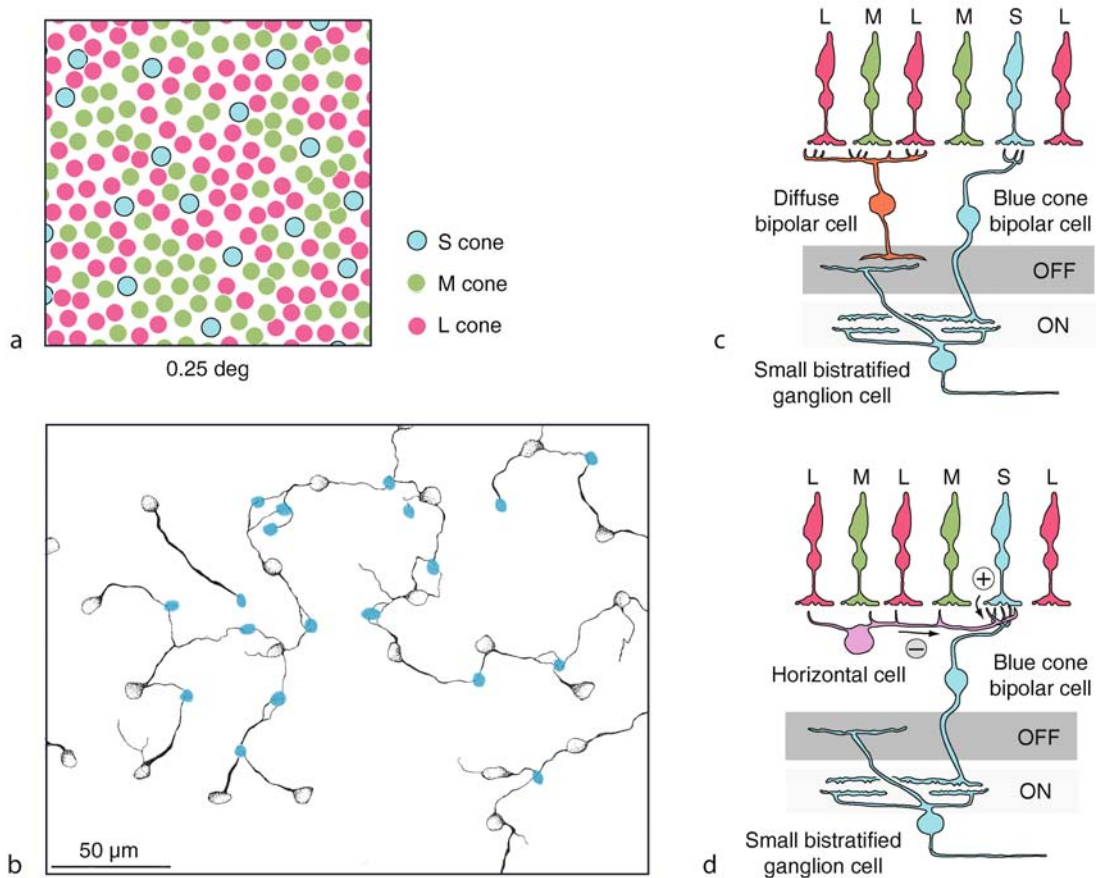 a
0.25 deg
S cone
M cone
L cone
b
50 μm
L M L M S L
Diffuse
bipolar cell
Blue cone
bipolar cell
OFF
ON
c
Small bistratified
ganglion cell
L M L M S L
+
−
Horizontal cell
Blue cone
bipolar cell
OFF
ON
Small bistratified
ganglion cell
d